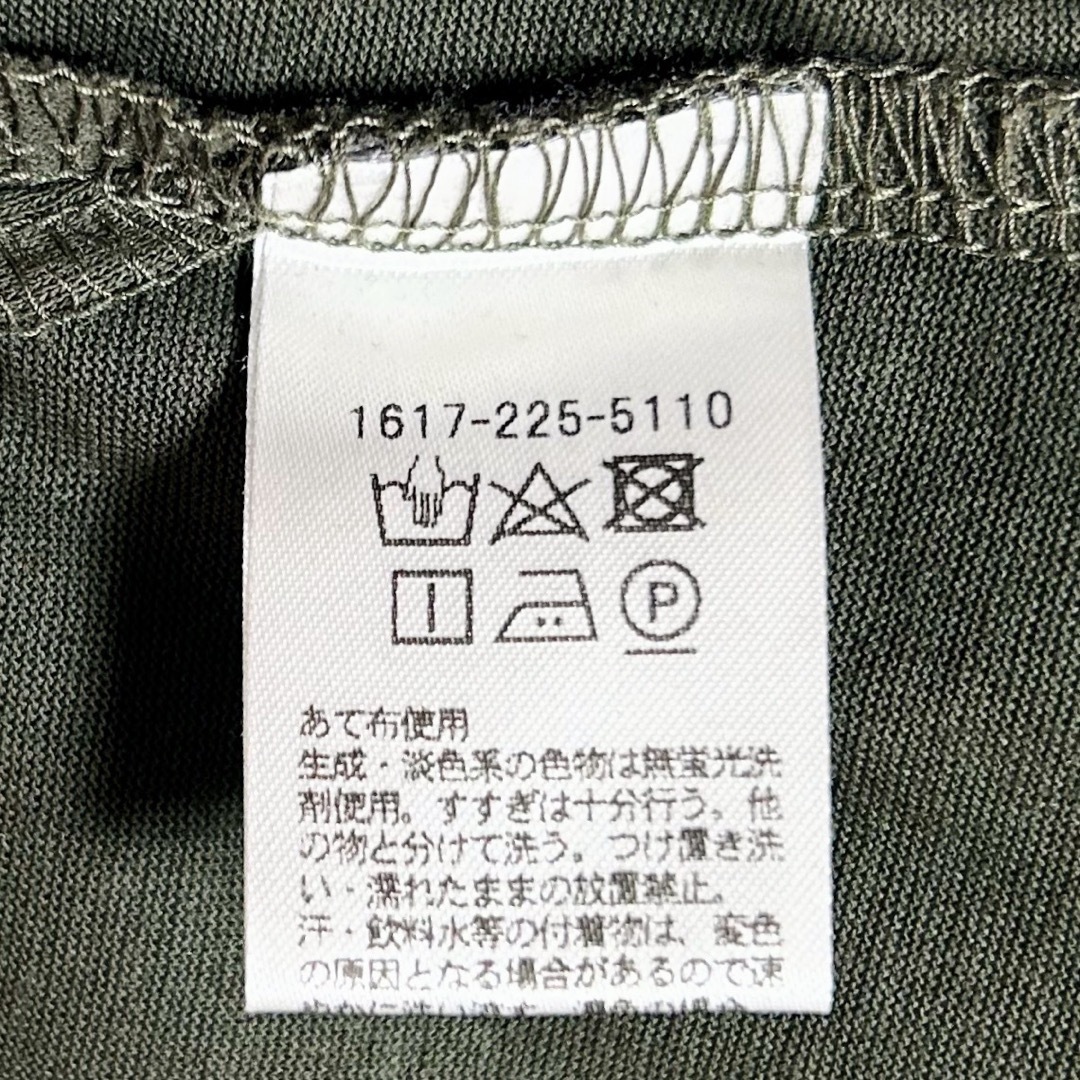 1617-225-5110
P
あて布使用
生成・淡色系の色物は無蛍光洗
剤使用。すすぎは十分行う。他
の物と分けて洗う。つけ置き洗
い・濡れたままの放置禁止。
汗・飲料水等の付着物は、変色
の原因となる場合があるので速